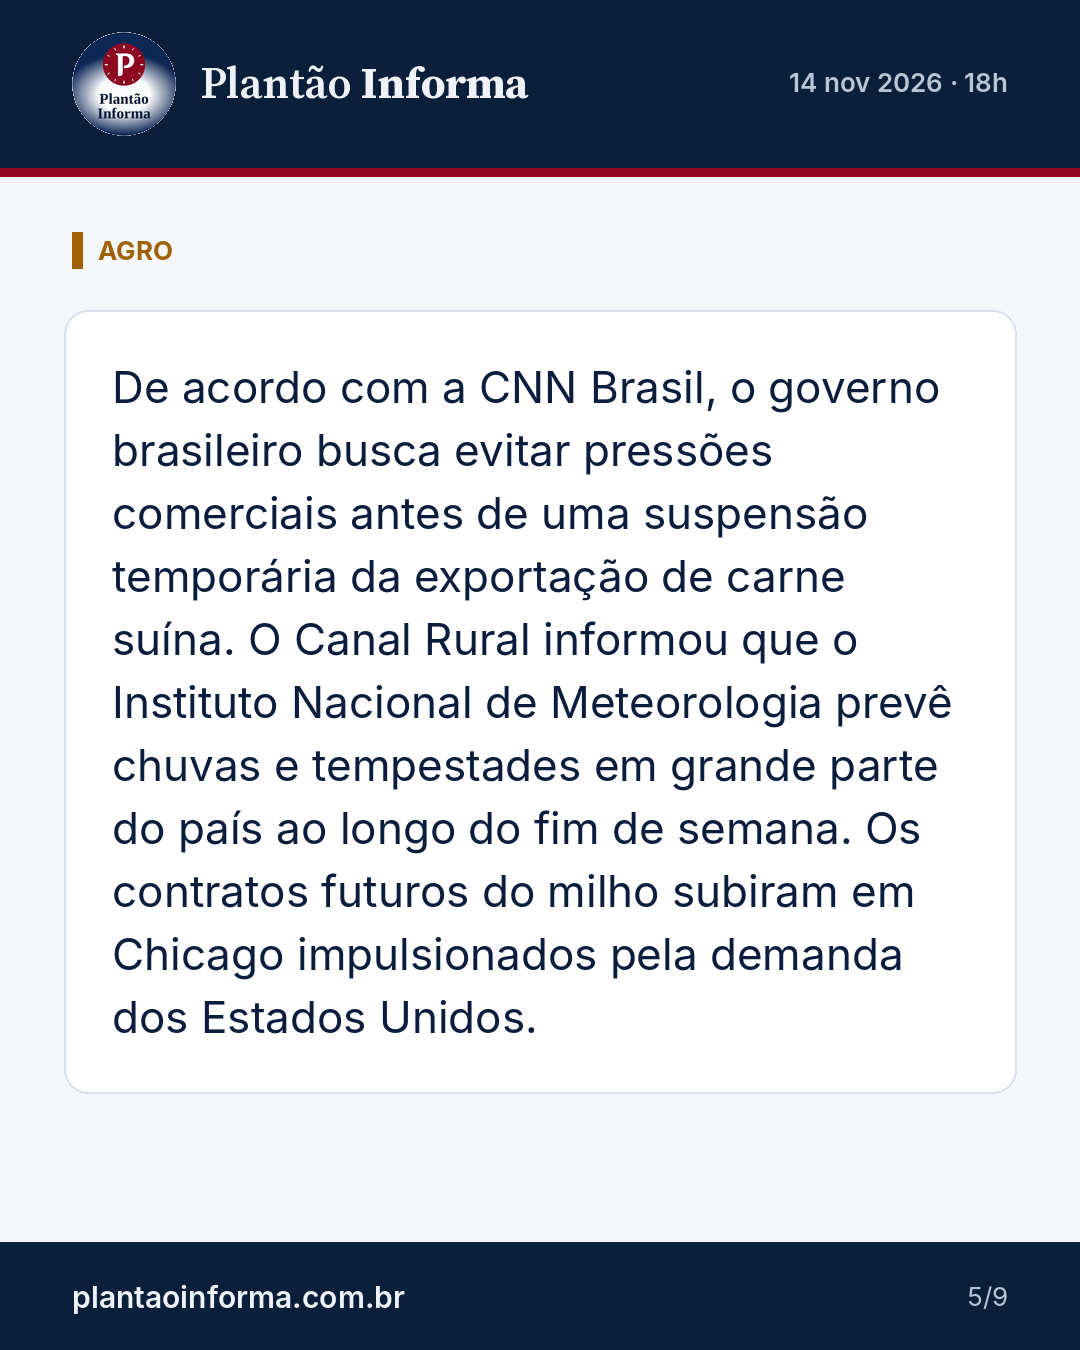 P
Plantão
Informa
Plantão Informa
14 nov 2026 · 18h
AGRO
De acordo com a CNN Brasil, o governo
brasileiro busca evitar pressões
comerciais antes de uma suspensão
temporária da exportação de carne
suína. O Canal Rural informou que o
Instituto Nacional de Meteorologia prevê
chuvas e tempestades em grande parte
do país ao longo do fim de semana. Os
contratos futuros do milho subiram em
Chicago impulsionados pela demanda
dos Estados Unidos.
plantaoinforma.com.br
5/9